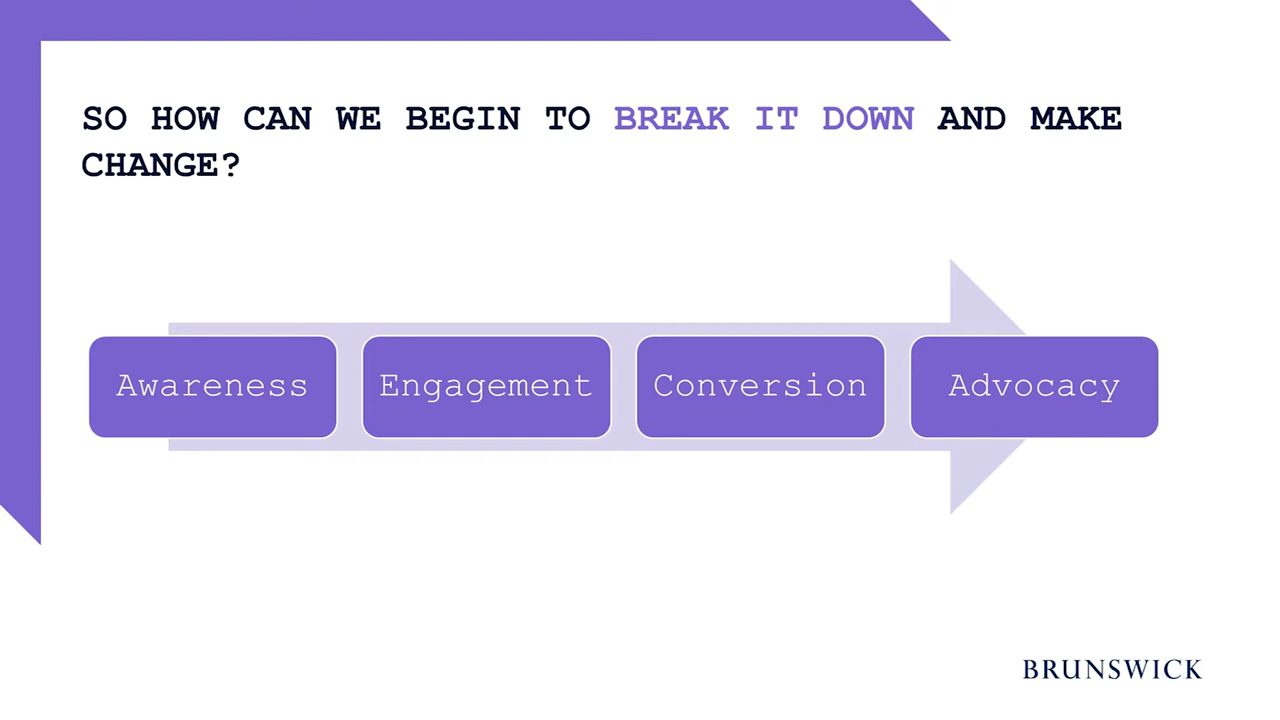 SO HOW CAN WE BEGIN TO BREAK IT DOWN AND MAKE
CHANGE?
Awareness Engagement Conversion Advocacy
BRUNSWICK